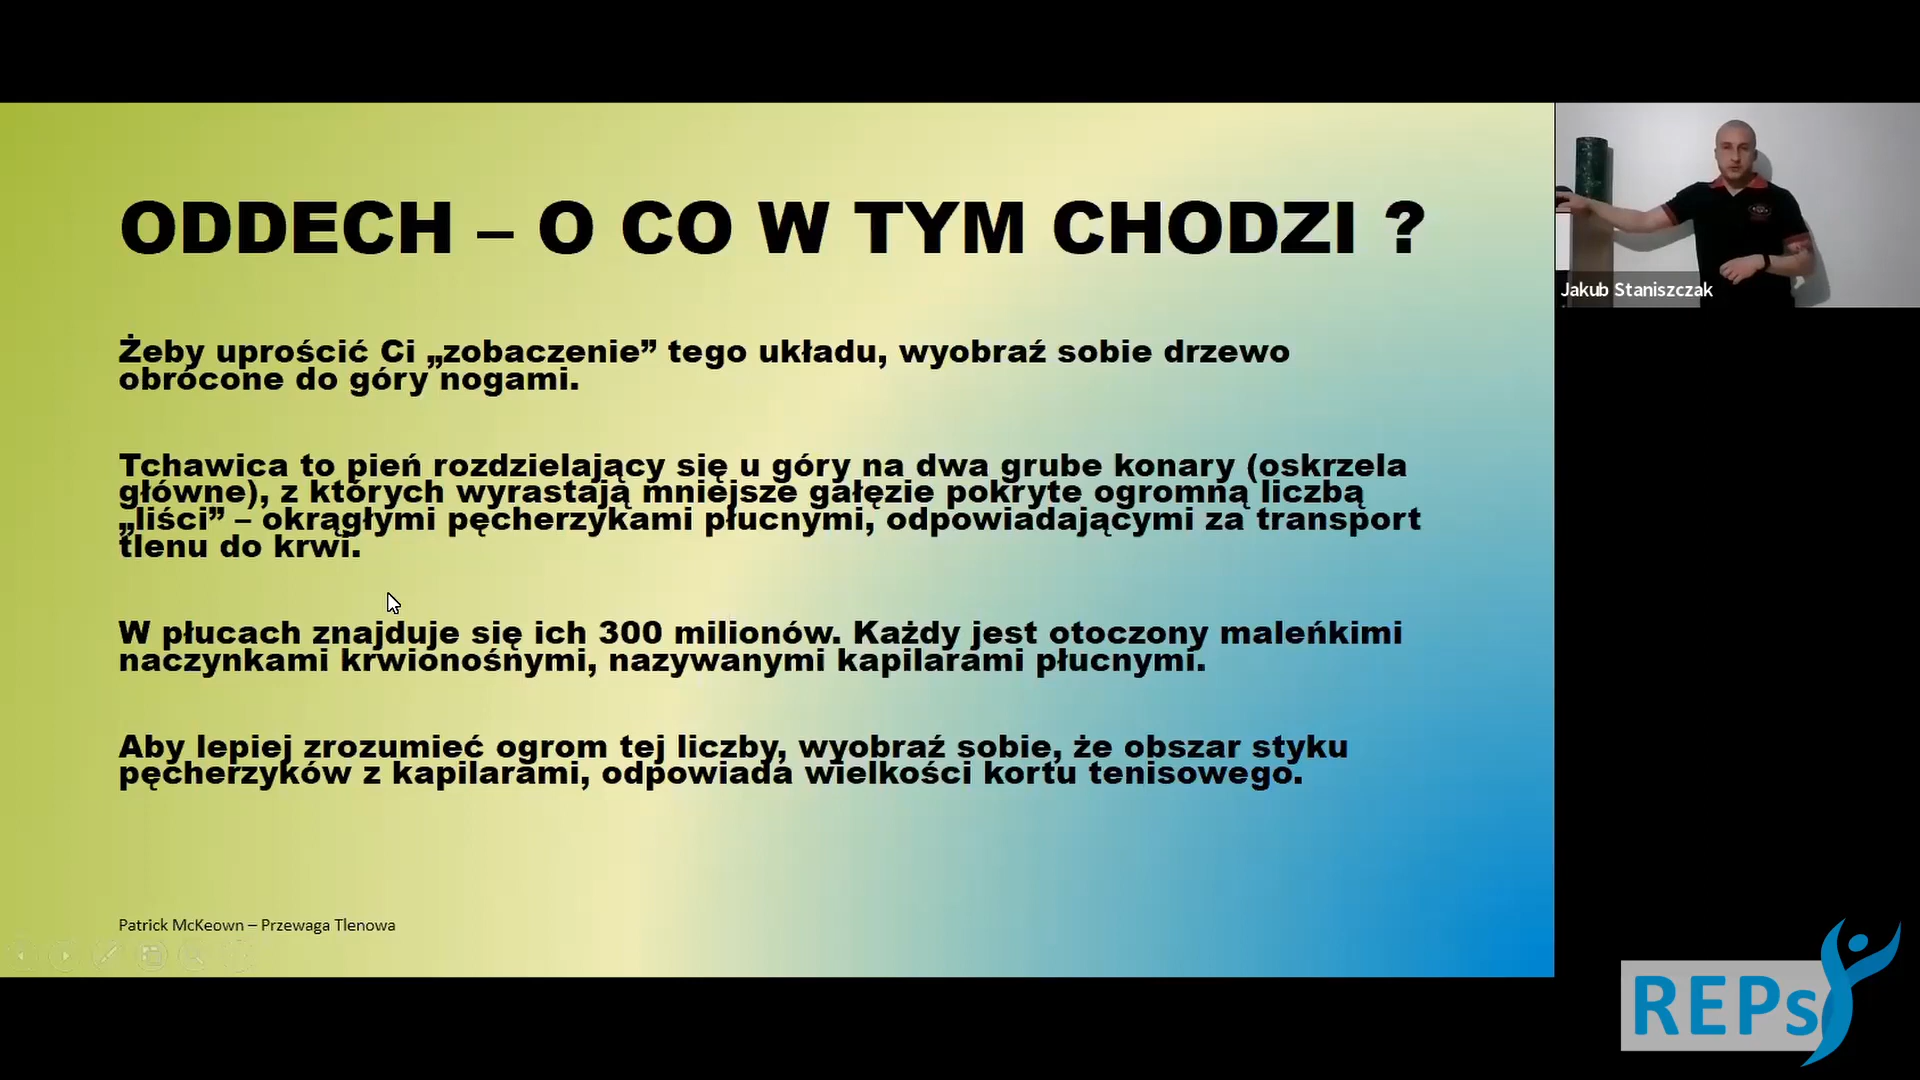 ODDECH – O CO W TYM CHODZI ?
Żeby uprościć Ci „zobaczenie” tego układu, wyobraź sobie drzewo
obrócone do góry nogami.
Tchawica to pień rozdzielający się u góry na dwa grube konary (oskrzela
główne), z których wyrastają mniejsze gałęzie pokryte ogromną liczbą
„liści” – okrągłymi pęcherzykami płucnymi, odpowiadającymi za transport
tlenu do krwi.
W płucach znajduje się ich 300 milionów. Każdy jest otoczony maleńkimi
naczynkami krwionośnymi, nazywanymi kapilarami płucnymi.
Aby lepiej zrozumieć ogrom tej liczby, wyobraź sobie, że obszar styku
pęcherzyków z kapilarami, odpowiada wielkości kortu tenisowego.
Patrick McKeown – Przewaga Tlenowa
Jakub Staniszczak
REPs